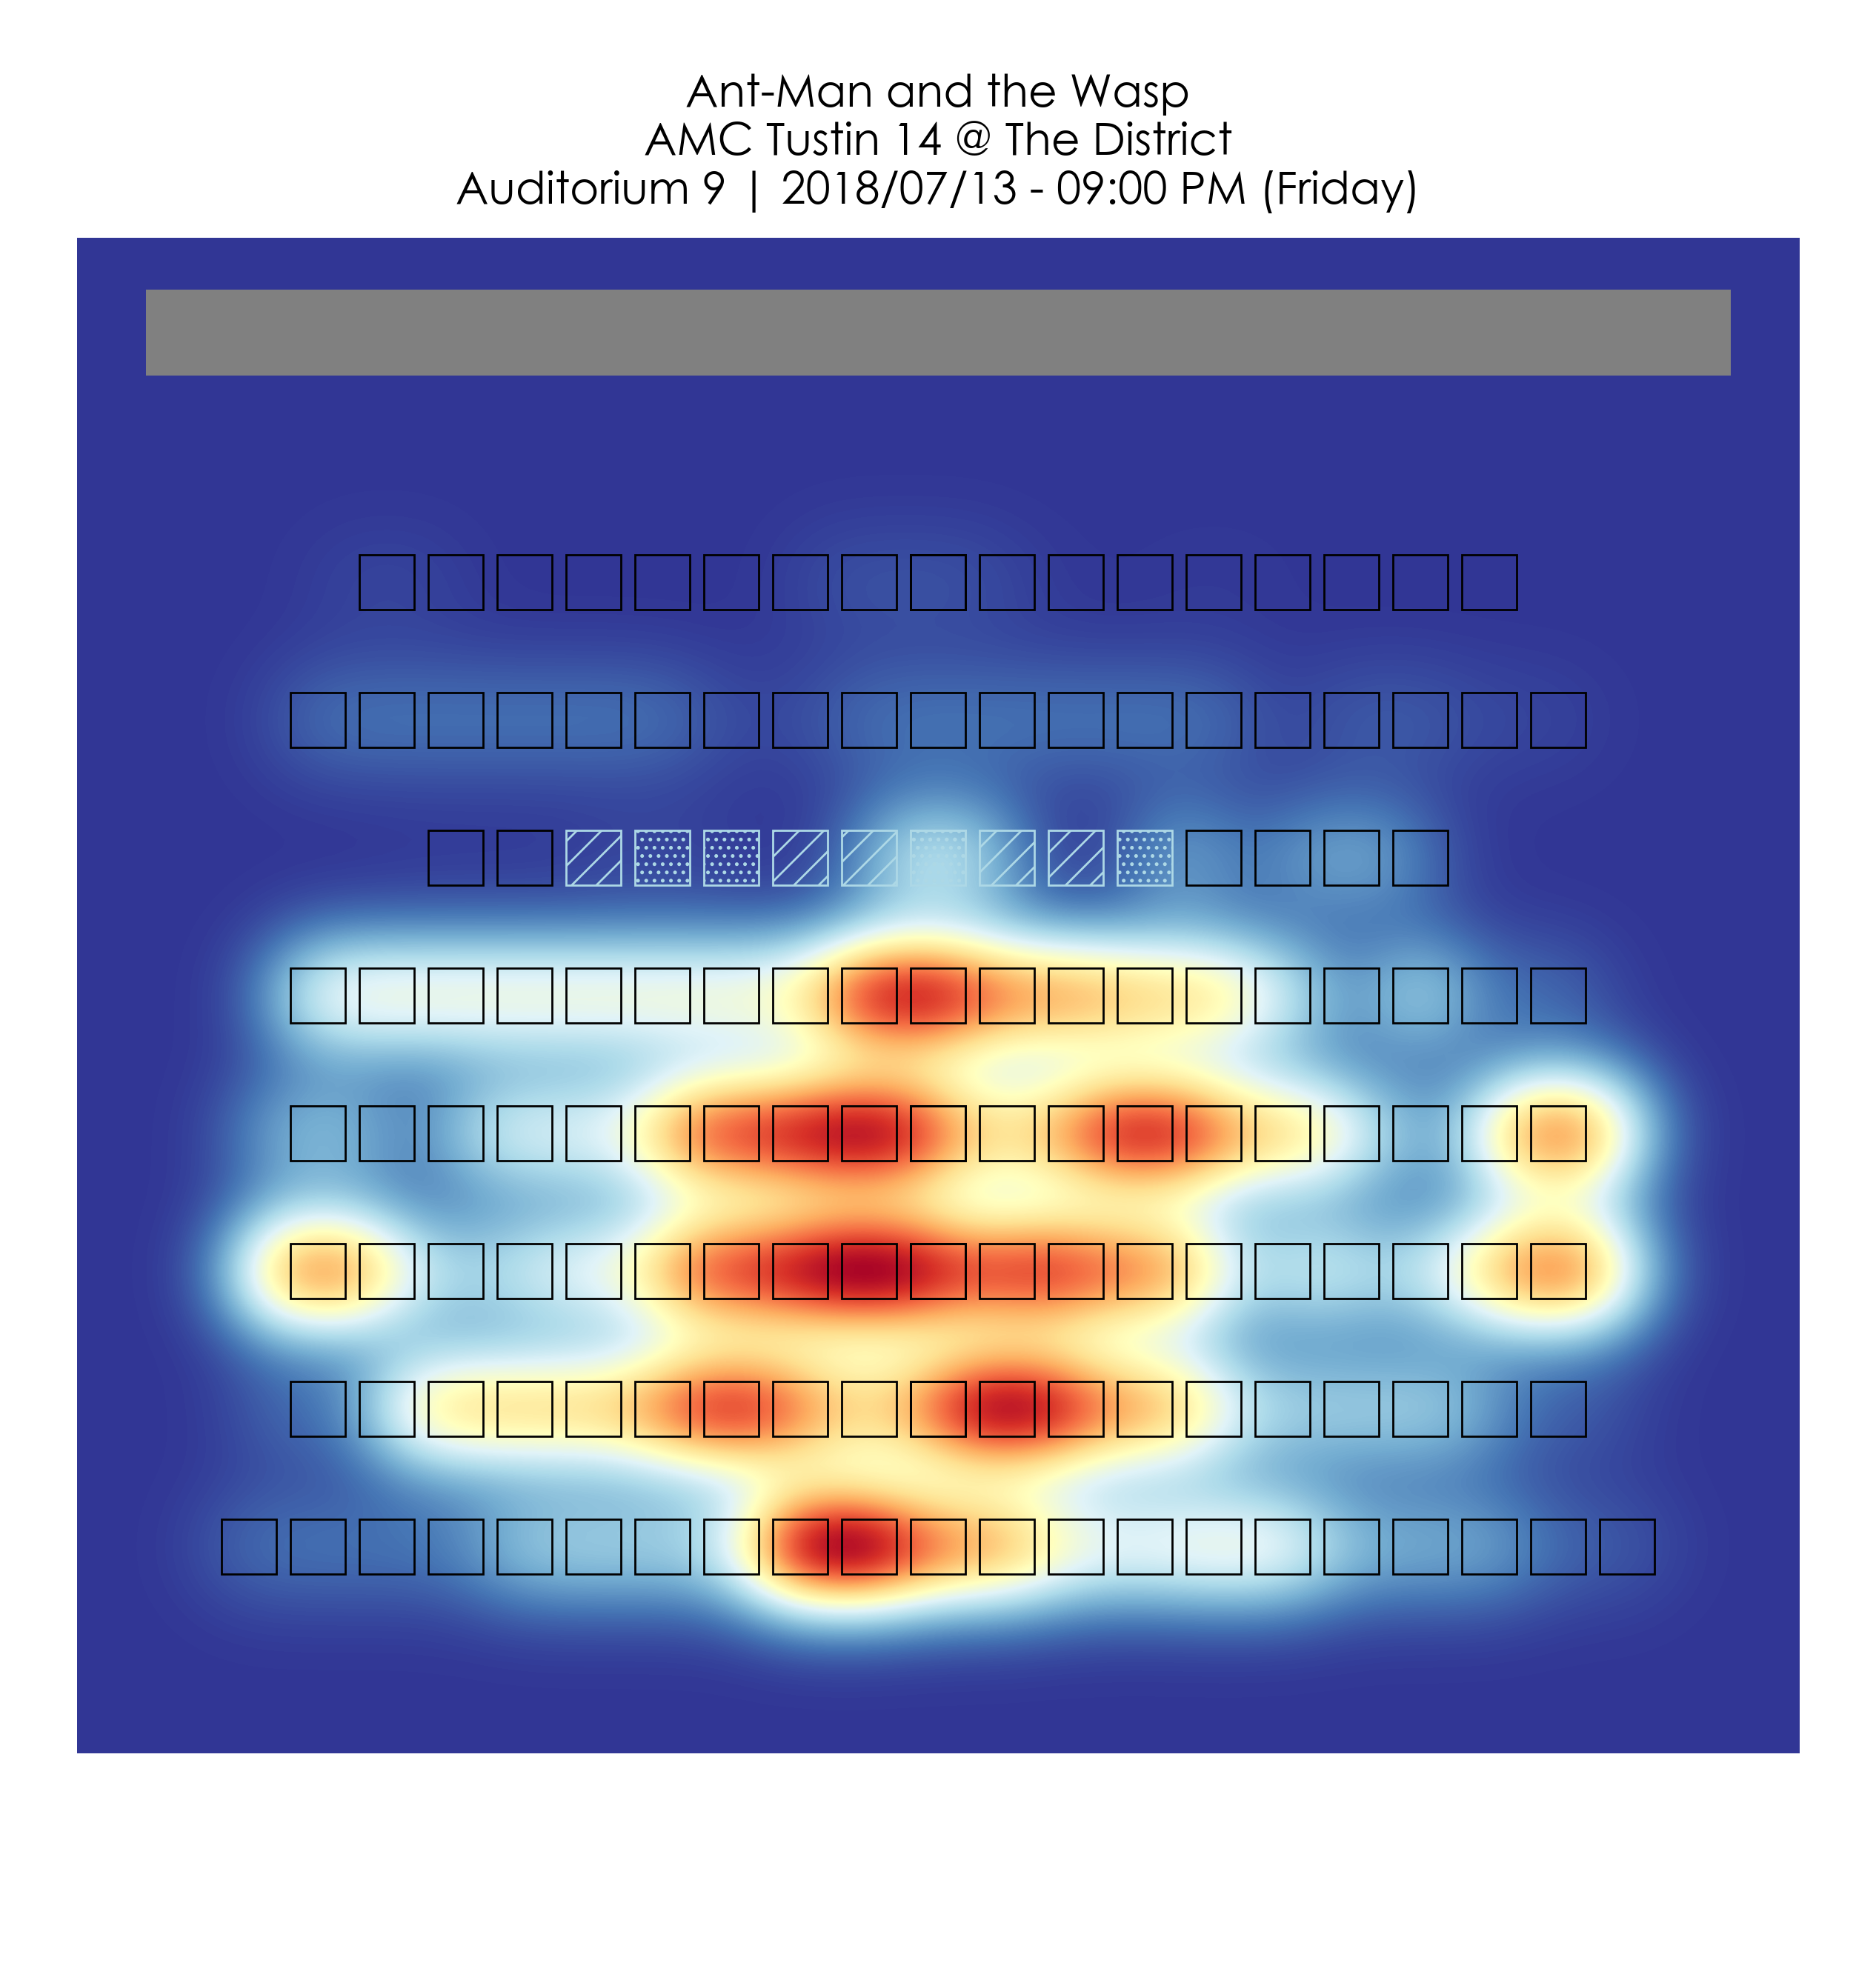 Ant-Man and the Wasp
AMC Tustin 14 @ The District
Auditorium 9 | 2018/07/13 - 09:00 PM (Friday)